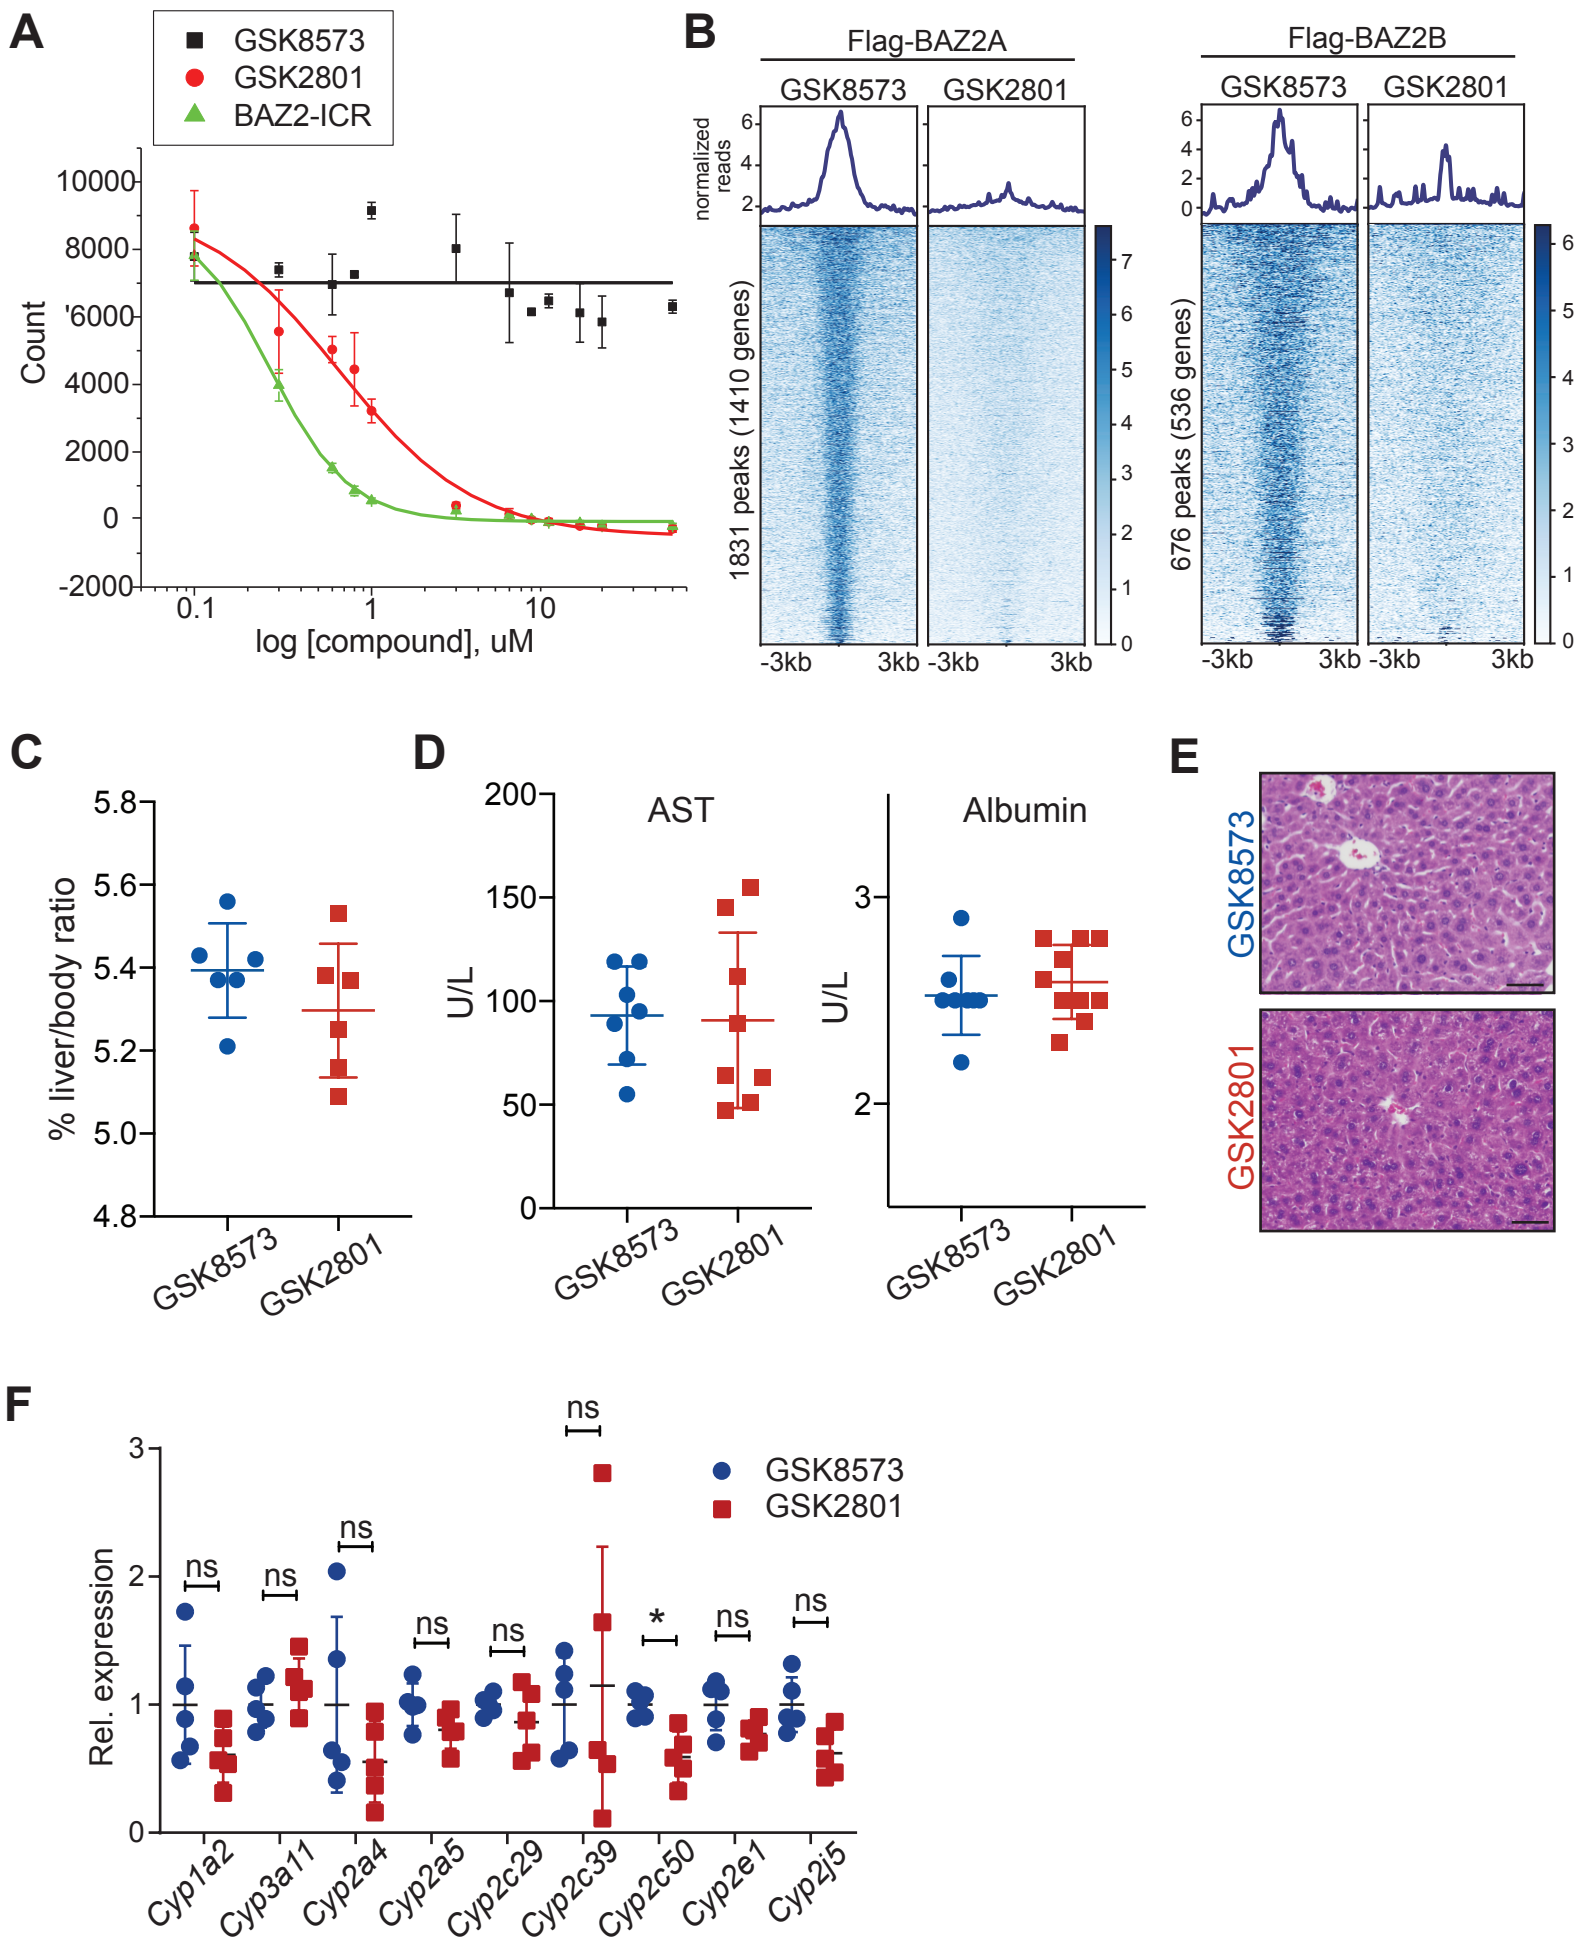 A
GSK8573
GSK2801
BAZ2-ICR
10000
8000
'6000
4000
2000
0
-2000
Count
0.1
1
10
log [compound], uM
B
Flag-BAZ2A
GSK8573
GSK2801
normalized
reads
6
4
2
1831 peaks (1410 genes)
-3kb
3kb
-3kb
3kb
7
6
5
4
3
2
1
0
Flag-BAZ2B
GSK8573
GSK2801
6
4
2
0
676 peaks (536 genes)
-3kb
3kb
-3kb
3kb
6
5
4
3
2
1
0
C
5.8
5.6
5.4
5.2
5.0
4.8
% liver/body ratio
GSK8573
GSK2801
D
AST
200
150
100
50
0
U/L
GSK8573
GSK2801
Albumin
3
2
U/L
GSK8573
GSK2801
E
GSK8573
GSK2801
F
3
2
1
0
Rel. expression
GSK8573
GSK2801
ns
ns
ns
ns
ns
ns
*
ns
ns
Cyp1a2
Cyp3a11
Cyp2a4
Cyp2a5
Cyp2c29
Cyp2c39
Cyp2c50
Cyp2e1
Cyp2j5